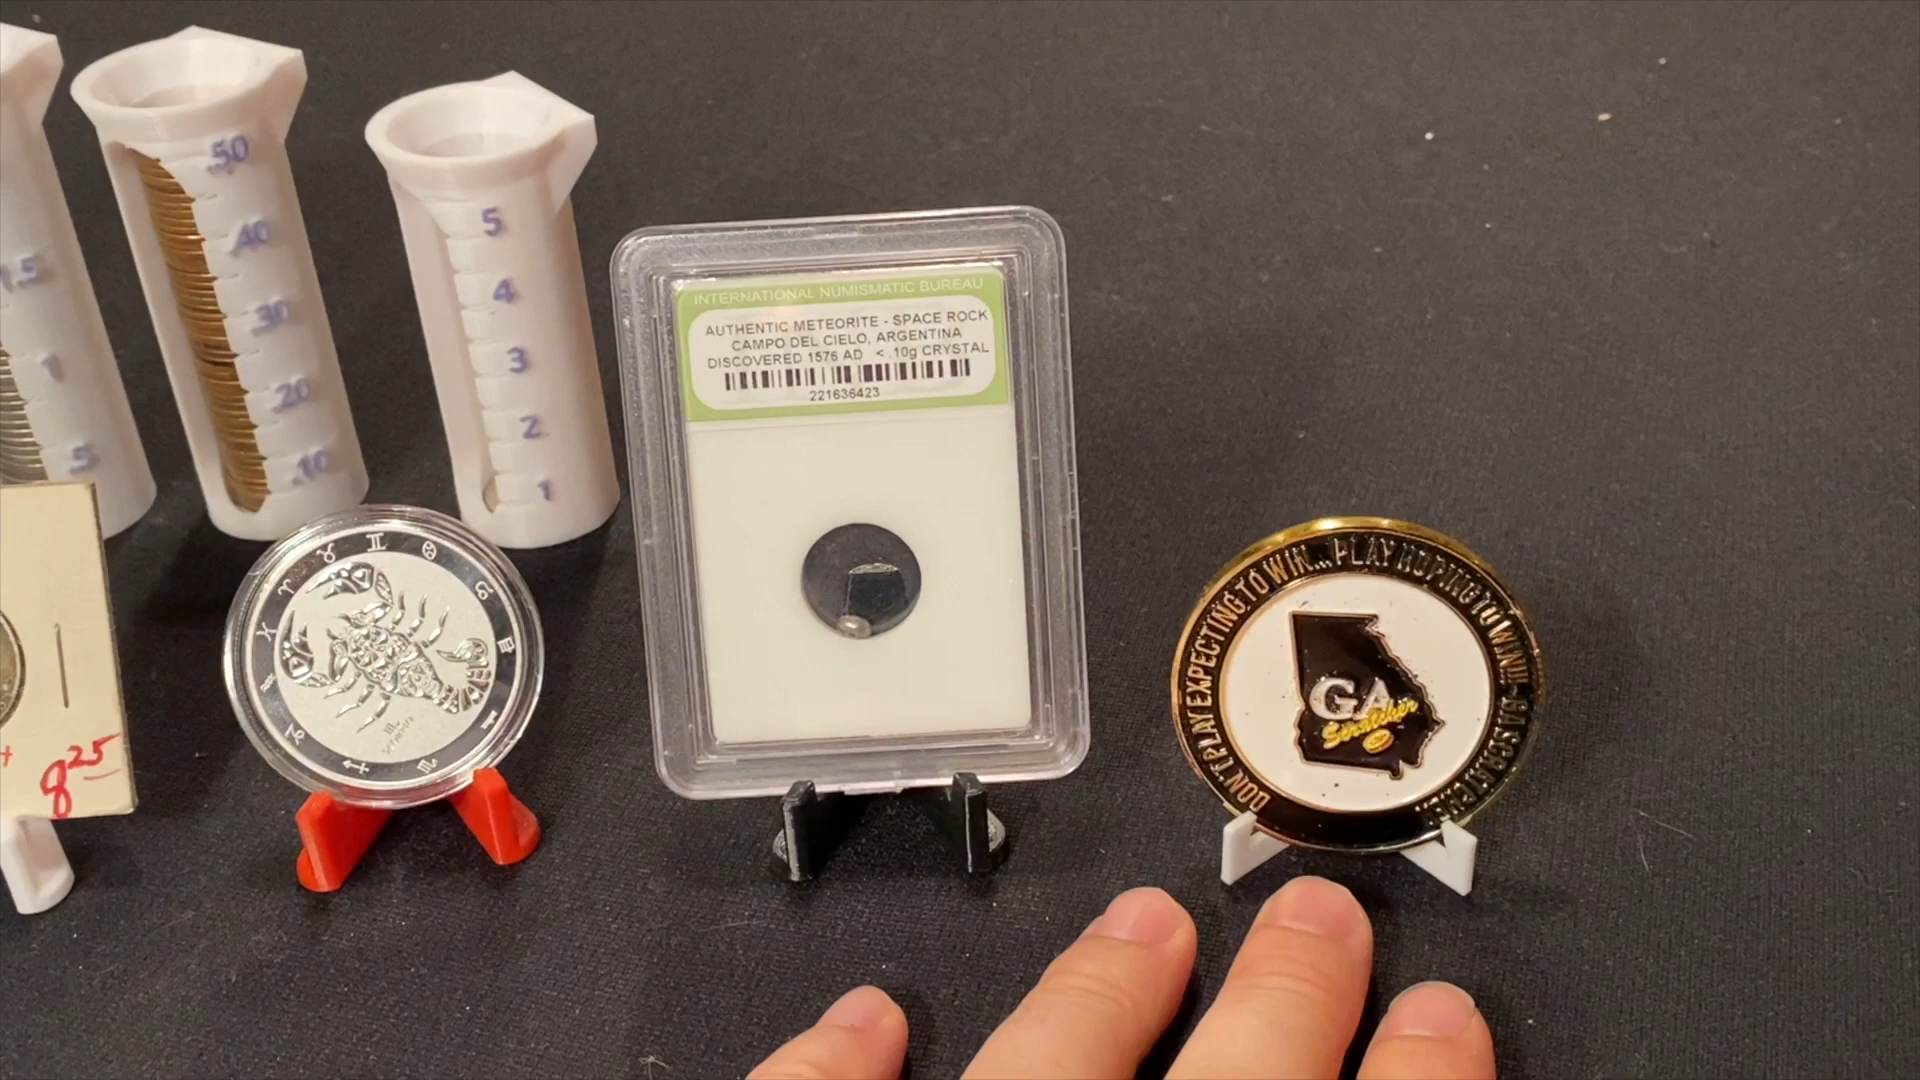 .50
.40
.30
.20
.10
5
4
3
2
1
1.5
1
.5
INTERNATIONAL NUMISMATIC BUREAU
AUTHENTIC METEORITE - SPACE ROCK
CAMPO DEL CIELO, ARGENTINA
DISCOVERED 1576 AD < .10g CRYSTAL
221636423
8 25
DON'T PLAY EXPECTING TO WIN... PLAY HOPING TO WIN!! - GA SCRATCHER
GA
Scratcher